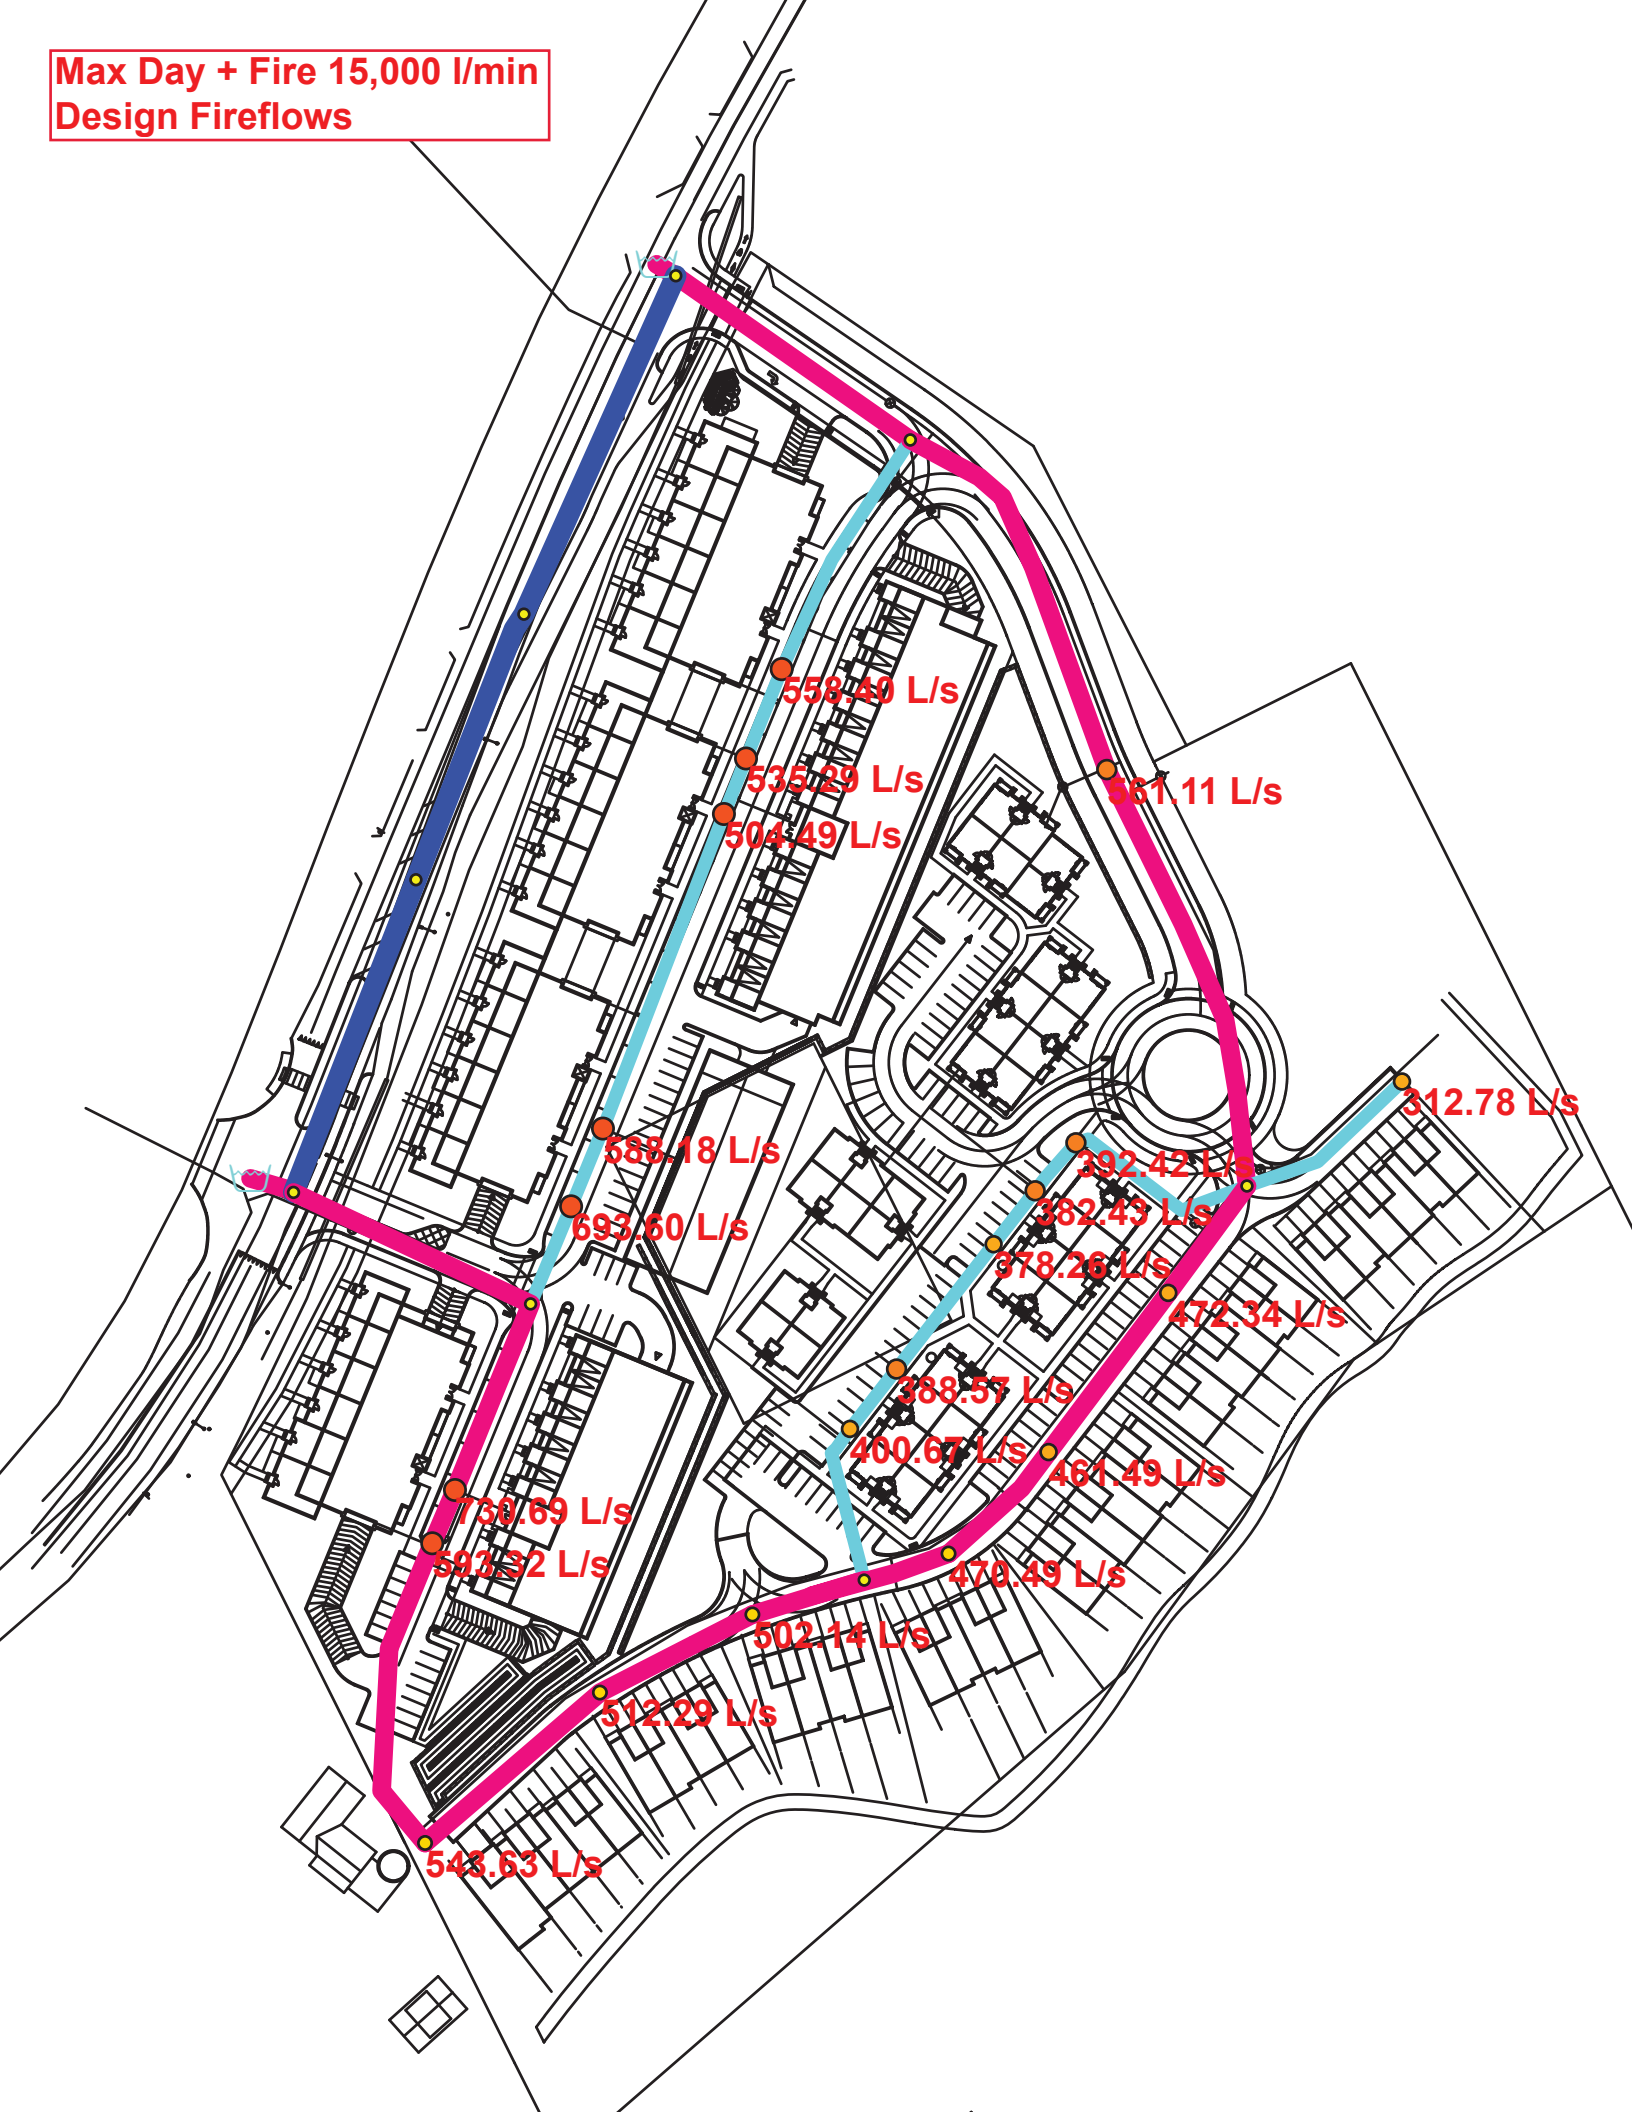 Max Day + Fire 15,000 l/min
Design Fireflows
558.40 L/s
535.29 L/s
561.11 L/s
504.49 L/s
312.78 L/s
588.18 L/s
392.42 L/s
382.43 L/s
693.60 L/s
378.26 L/s
472.34 L/s
388.57 L/s
400.67 L/s
461.49 L/s
730.69 L/s
593.32 L/s
470.49 L/s
502.14 L/s
512.29 L/s
543.63 L/s